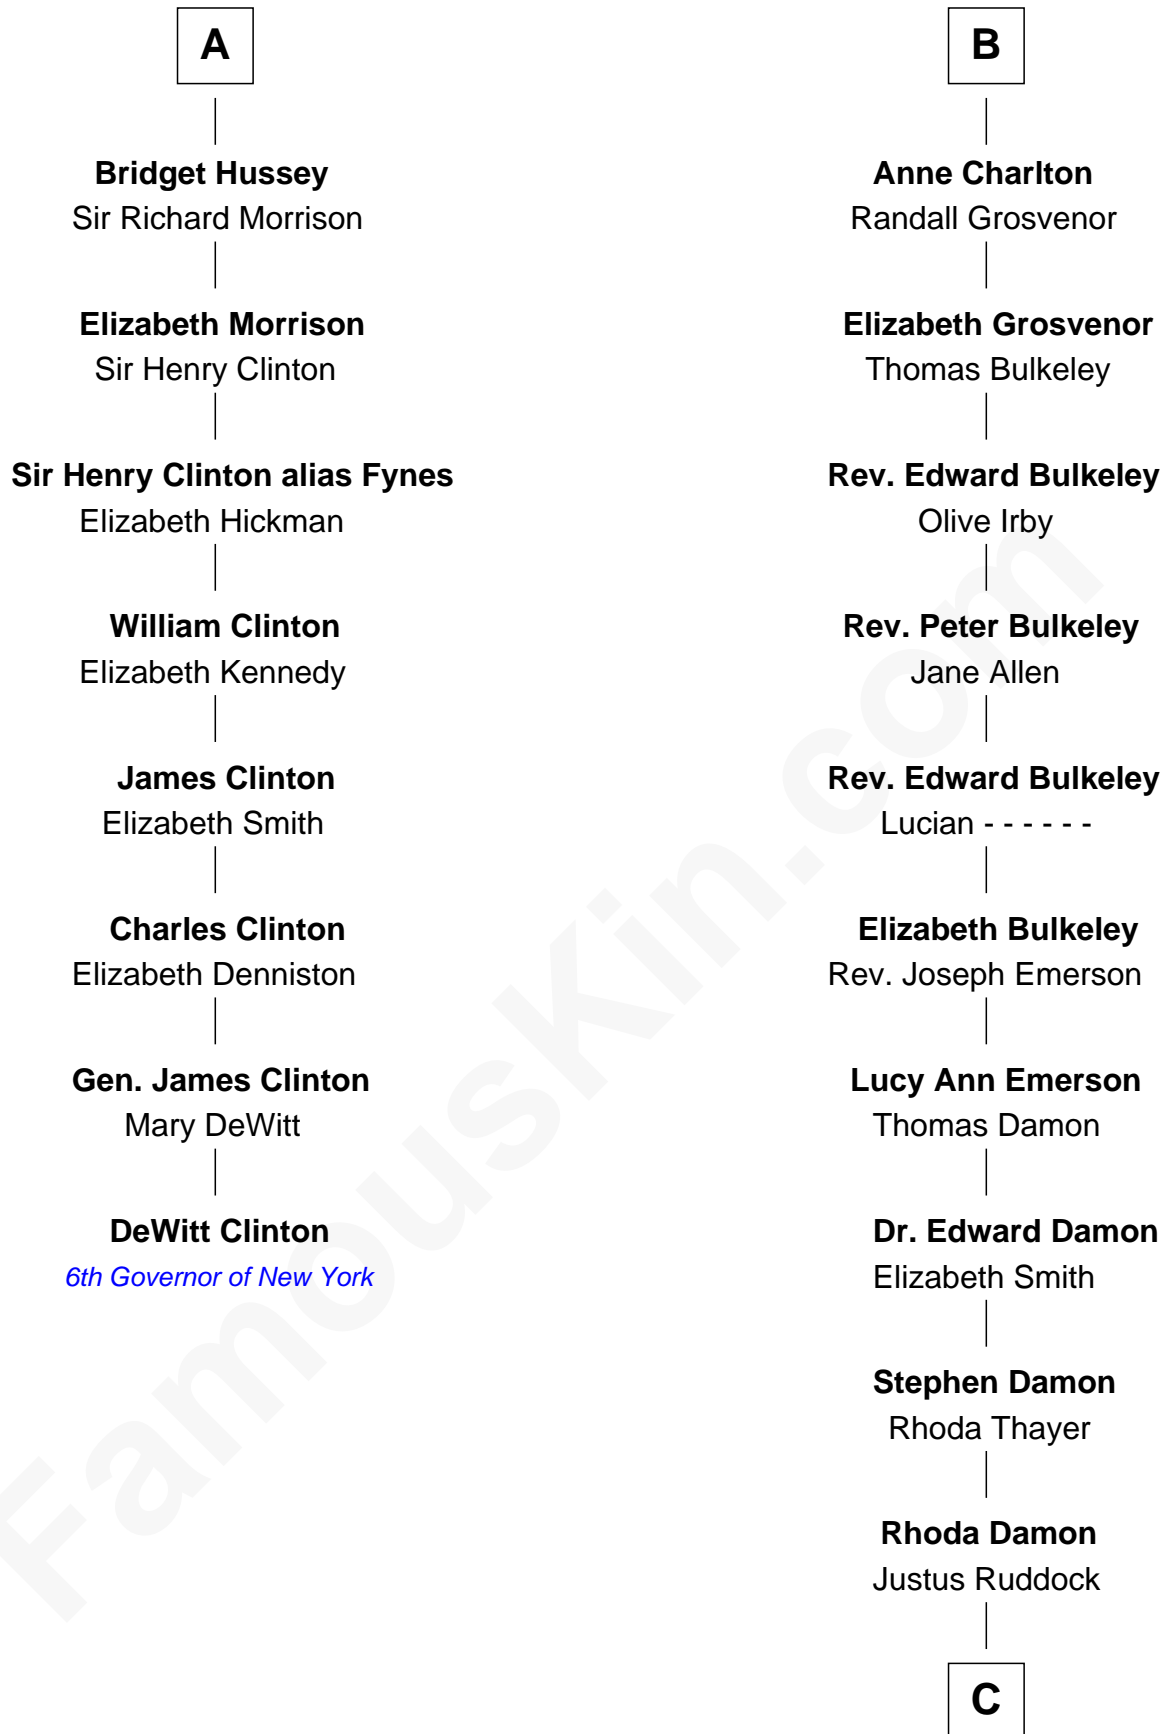 A
Bridget Hussey
Sir Richard Morrison
Elizabeth Morrison
Sir Henry Clinton
Sir Henry Clinton alias Fynes
Elizabeth Hickman
William Clinton
Elizabeth Kennedy
James Clinton
Elizabeth Smith
Charles Clinton
Elizabeth Denniston
Gen. James Clinton
Mary DeWitt
DeWitt Clinton
6th Governor of New York
B
Anne Charlton
Randall Grosvenor
Elizabeth Grosvenor
Thomas Bulkeley
Rev. Edward Bulkeley
Olive Irby
Rev. Peter Bulkeley
Jane Allen
Rev. Edward Bulkeley
Lucian - - - - - -
Elizabeth Bulkeley
Rev. Joseph Emerson
Lucy Ann Emerson
Thomas Damon
Dr. Edward Damon
Elizabeth Smith
Stephen Damon
Rhoda Thayer
Rhoda Damon
Justus Ruddock
C
FamousKin.com